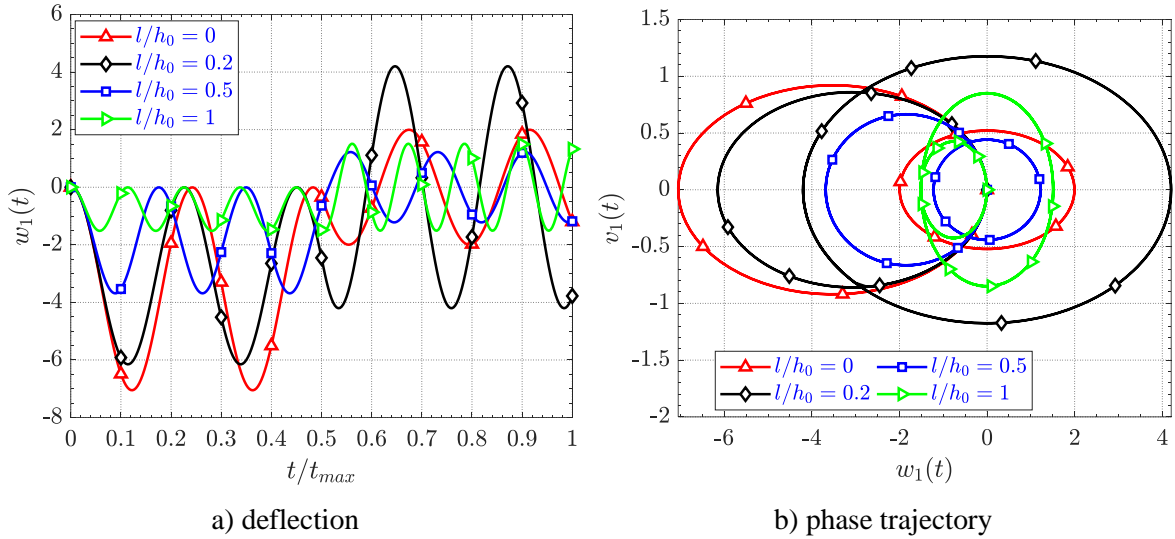 6
4
2
0
-2
-4
-6
-8
w₁(t)
l/h₀ = 0
l/h₀ = 0.2
l/h₀ = 0.5
l/h₀ = 1
0 0.1 0.2 0.3 0.4 0.5 0.6 0.7 0.8 0.9 1
t/t_max
a) deflection
1.5
1
0.5
0
-0.5
-1
-1.5
-2
v₁(t)
l/h₀ = 0 l/h₀ = 0.5
l/h₀ = 0.2 l/h₀ = 1
-6 -4 -2 0 2 4
w₁(t)
b) phase trajectory